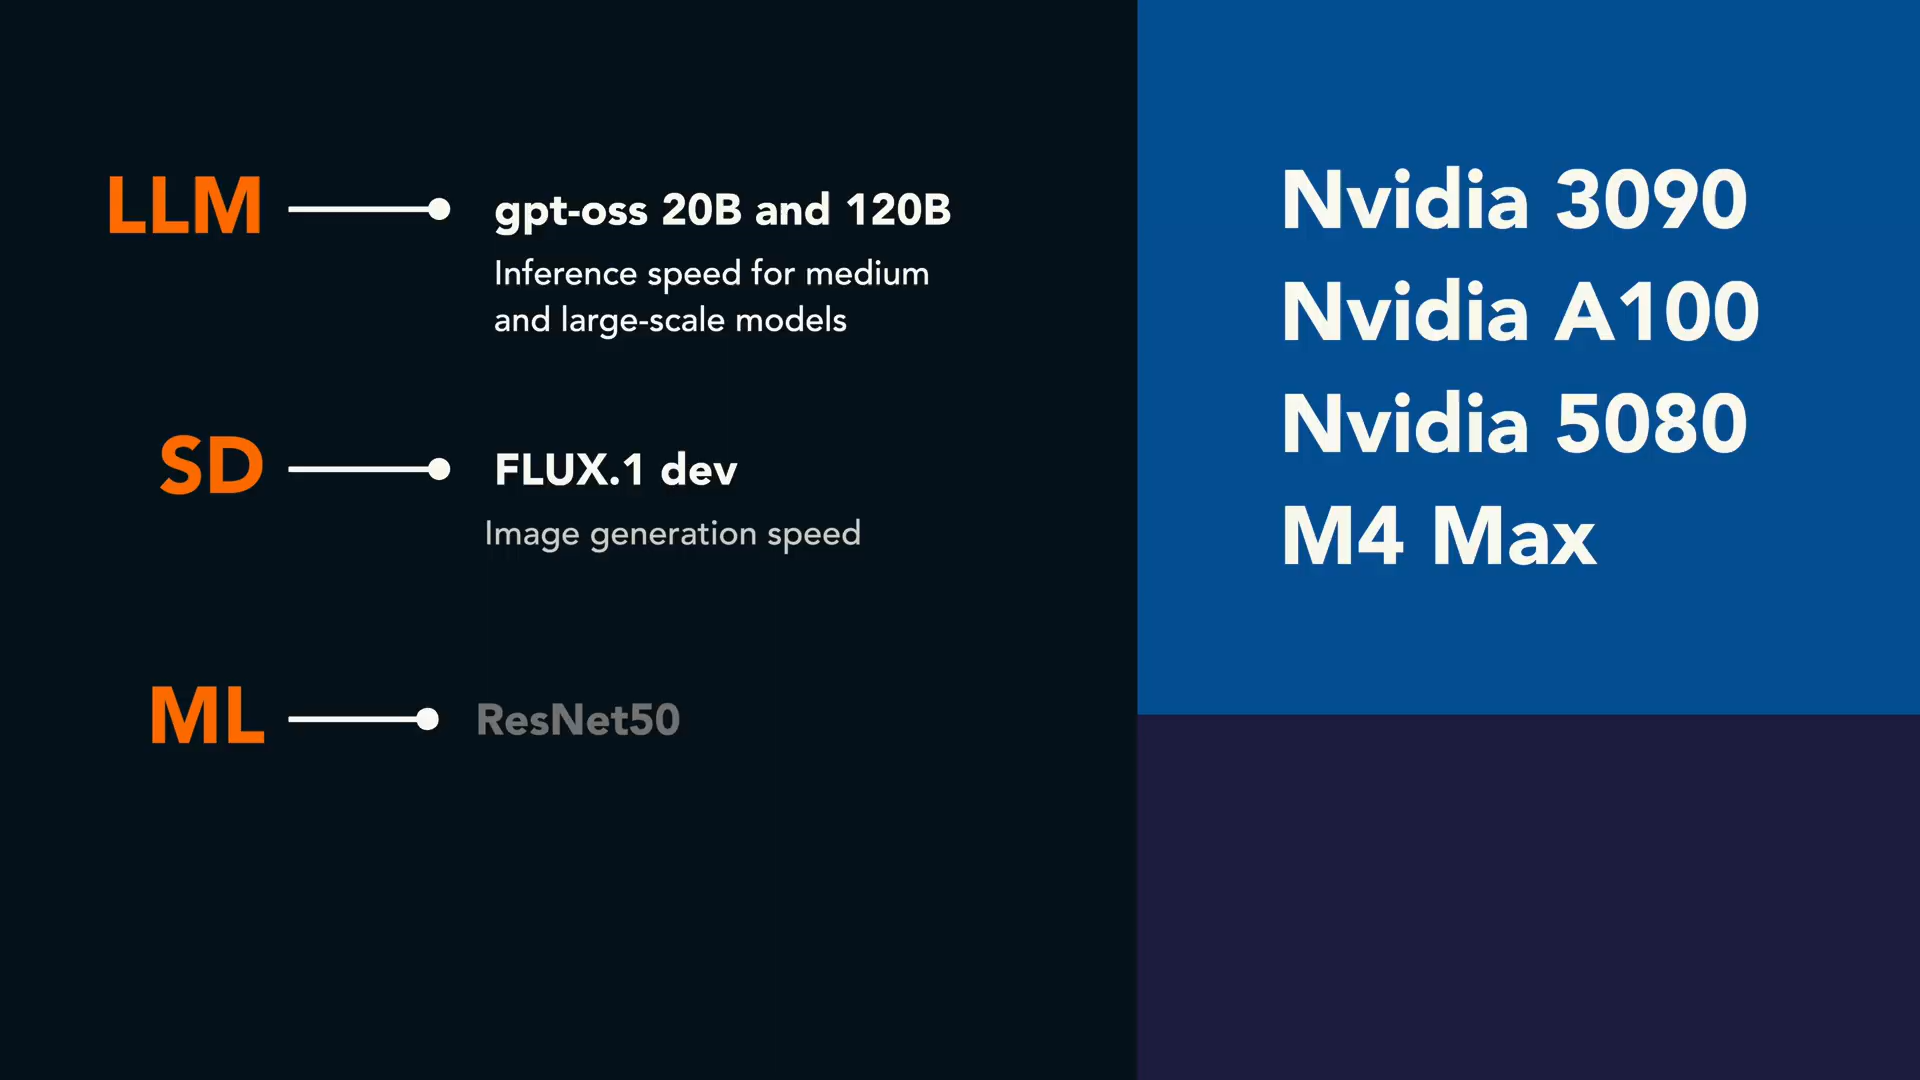 LLM
gpt-oss 20B and 120B
Inference speed for medium
and large-scale models
SD
FLUX.1 dev
Image generation speed
ML
ResNet50
Nvidia 3090
Nvidia A100
Nvidia 5080
M4 Max